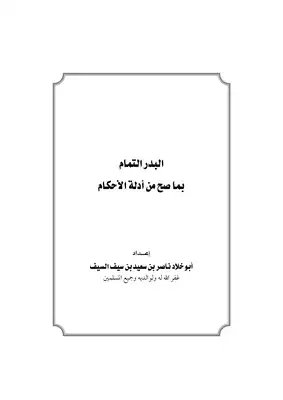 البدر التمام
بما صح من أدلة الأحكام
إعداد
أبو خلاد ناصر بن سعيد بن سيف السيف
غفر الله له ولوالديه وجميع المسلمين